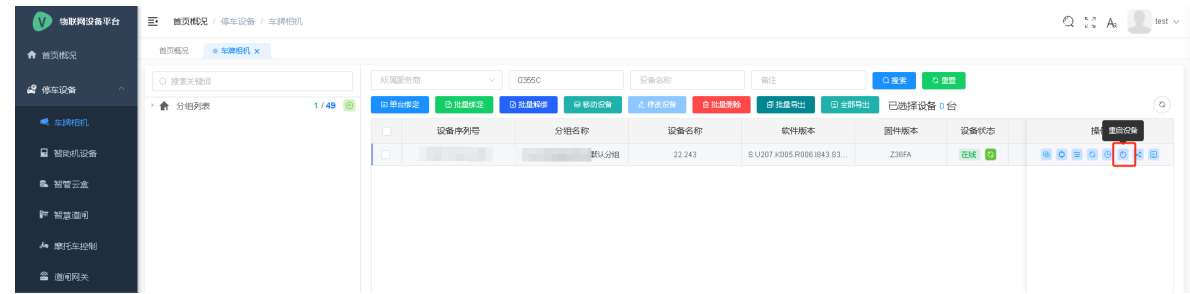 V 物联网设备平台
首页概况 / 停车设备 / 车牌相机
Aa test
首页概况
首页概况 车牌相机 ×
停车设备
搜索关键词
所属服务商 0355C 设备名称 备注 搜索 重置
分组列表 1 / 49
单台绑定 批量绑定 批量解绑 移动设备 修改设备 批量删除 批量导出 全部导出 已选择设备 0 台
车牌相机
设备序列号 分组名称 设备名称 软件版本 固件版本 设备状态 操
重启设备
默认分组 22.243 S.U207.K005.R006.I843.S3... Z36FA 在线
智助机设备
智管云盒
智慧道闸
摩托车控制
道闸网关